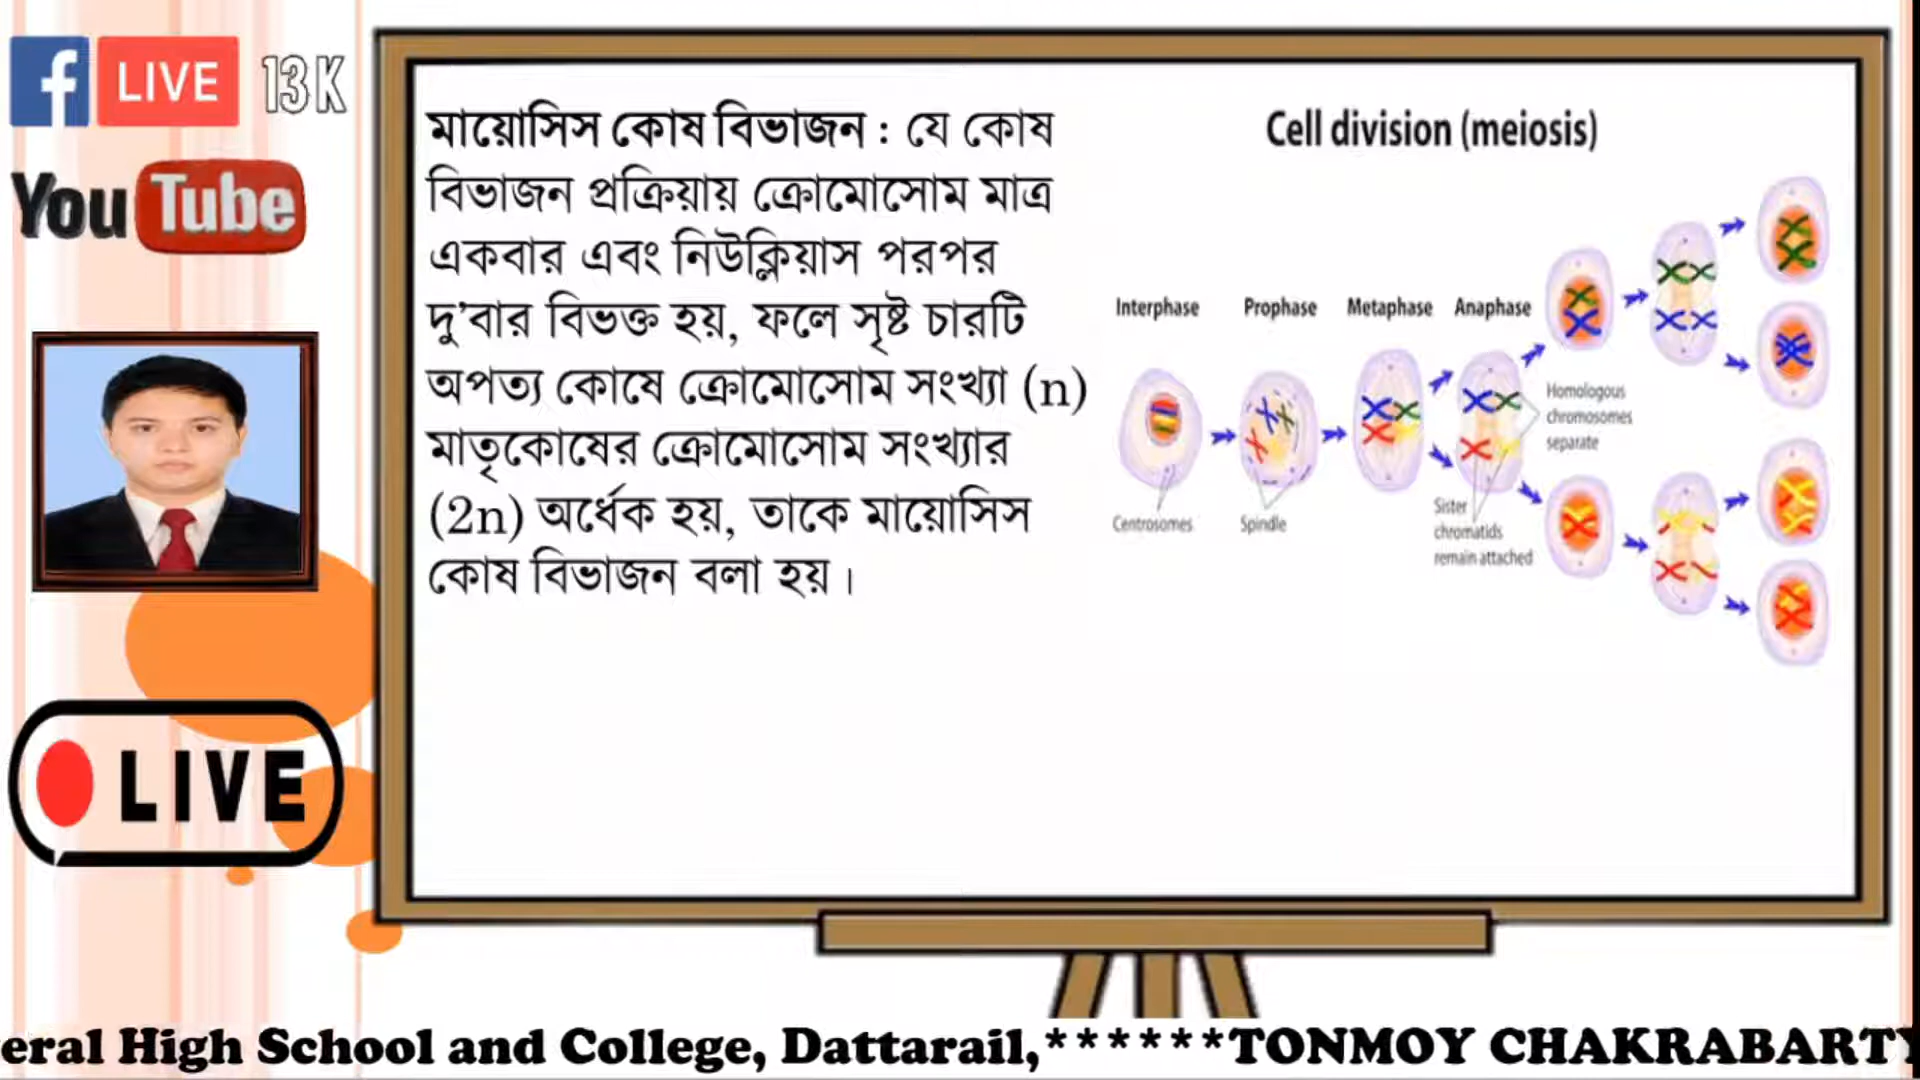 f LIVE 13K
YouTube
LIVE
মায়োসিস কোষ বিভাজন : যে কোষ
বিভাজন প্রক্রিয়ায় ক্রোমোসোম মাত্র
একবার এবং নিউক্লিয়াস পরপর
দু’বার বিভক্ত হয়, ফলে সৃষ্ট চারটি
অপত্য কোষে ক্রোমোসোম সংখ্যা (n)
মাতৃকোষের ক্রোমোসোম সংখ্যার
(2n) অর্ধেক হয়, তাকে মায়োসিস
কোষ বিভাজন বলা হয়।
Cell division (meiosis)
Interphase Prophase Metaphase Anaphase
Homologous
chromosomes
separate
Centrosomes
Spindle
Sister
chromatids
remain attached
eral High School and College, Dattarail,******TONMOY CHAKRABARTY